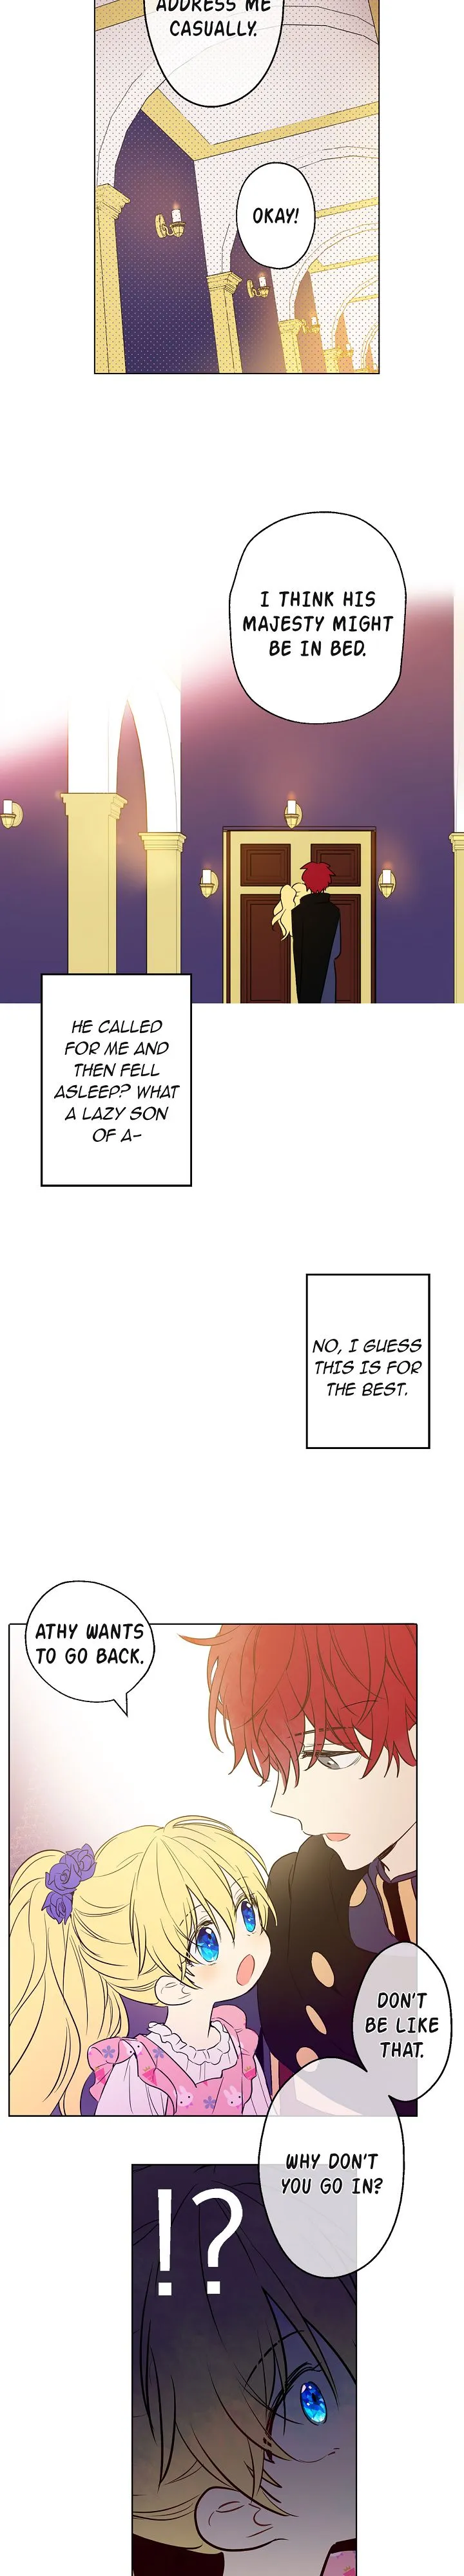 ADDRESS ME
CASUALLY.
OKAY!
I THINK HIS
MAJESTY MIGHT
BE IN BED.
HE CALLED
FOR ME AND
THEN FELL
ASLEEP? WHAT
A LAZY SON
OF A-
NO, I GUESS
THIS IS FOR
THE BEST.
ATHY WANTS
TO GO BACK.
DON'T
BE LIKE
THAT.
WHY DON'T
YOU GO IN?
!?